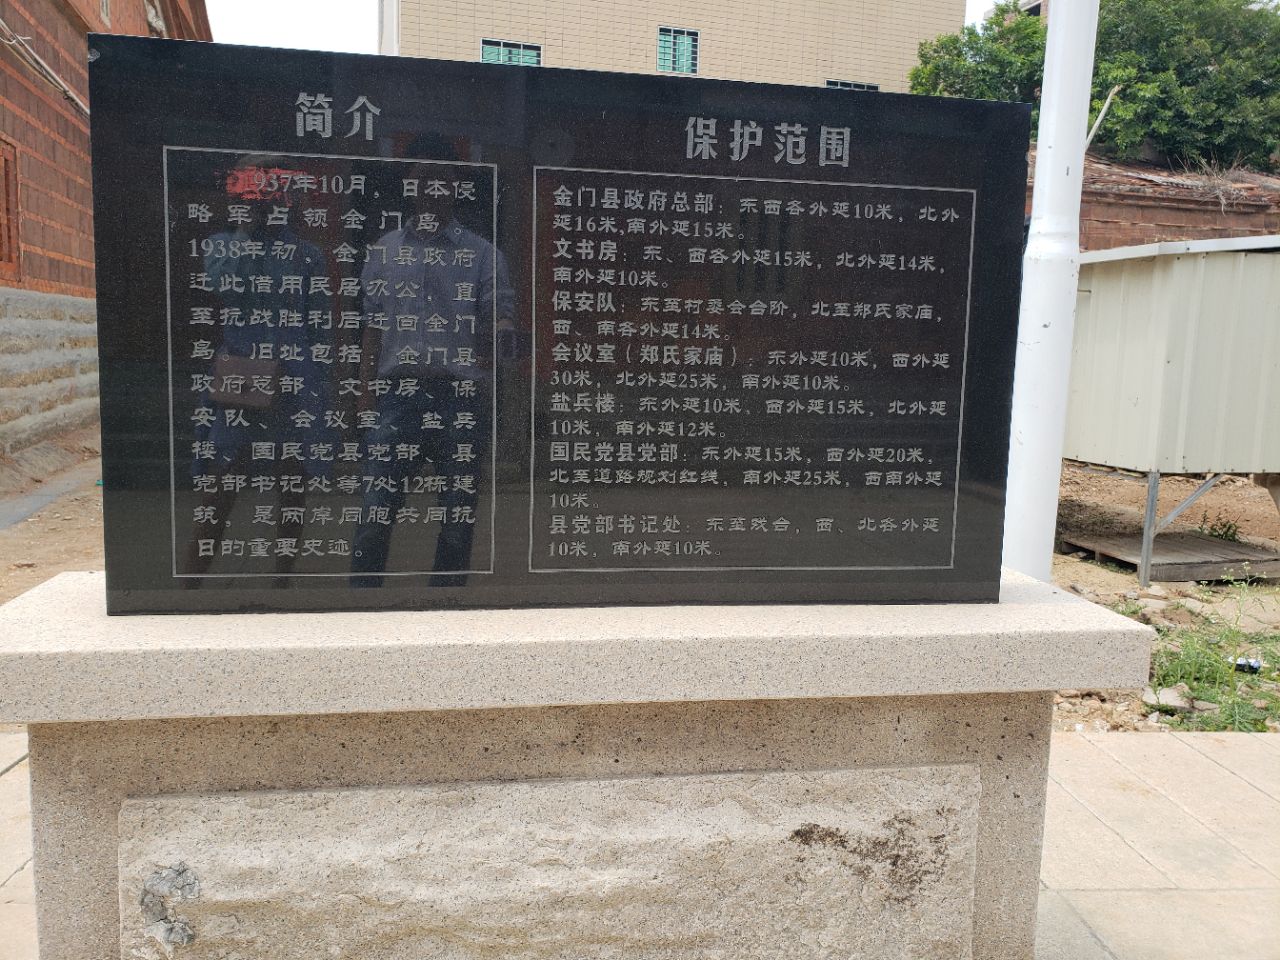 简介
1937年10月，日本侵
略军占领金门岛。
1938年初，金门县政府
迁此借用民居办公，直
至抗战胜利后迁回金门
岛。旧址包括：金门县
政府总部、文书房、保
安队、会议室、盐兵
楼、国民党县党部、县
党部书记处等7处12栋建
筑，是两岸同胞共同抗
日的重要史迹。
保护范围
金门县政府总部：东西各外延10米，北外
延16米,南外延15米。
文书房：东、西各外延15米，北外延14米，
南外延10米。
保安队：东至村委会台阶，北至郑氏家庙，
西、南各外延14米。
会议室（郑氏家庙）：东外延10米，西外延
30米，北外延25米，南外延10米。
盐兵楼：东外延10米、西外延15米，北外延
10米，南外延12米。
国民党县党部：东外延15米，西外延20米，
北至道路规划红线，南外延25米，西南外延
10米。
县党部书记处：东至戏台，西、北各外延
10米，南外延10米。